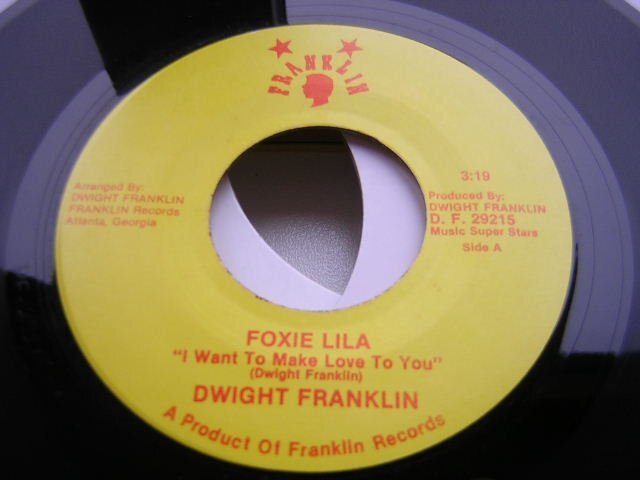 FRANKLIN
Arranged By:
DWIGHT FRANKLIN
FRANKLIN Records
Atlanta, Georgia
3:19
Produced By:
DWIGHT FRANKLIN
D. F. 29215
Music Super Stars
Side A
FOXIE LILA
"I Want To Make Love To You"
(Dwight Franklin)
DWIGHT FRANKLIN
A Product Of Franklin Records